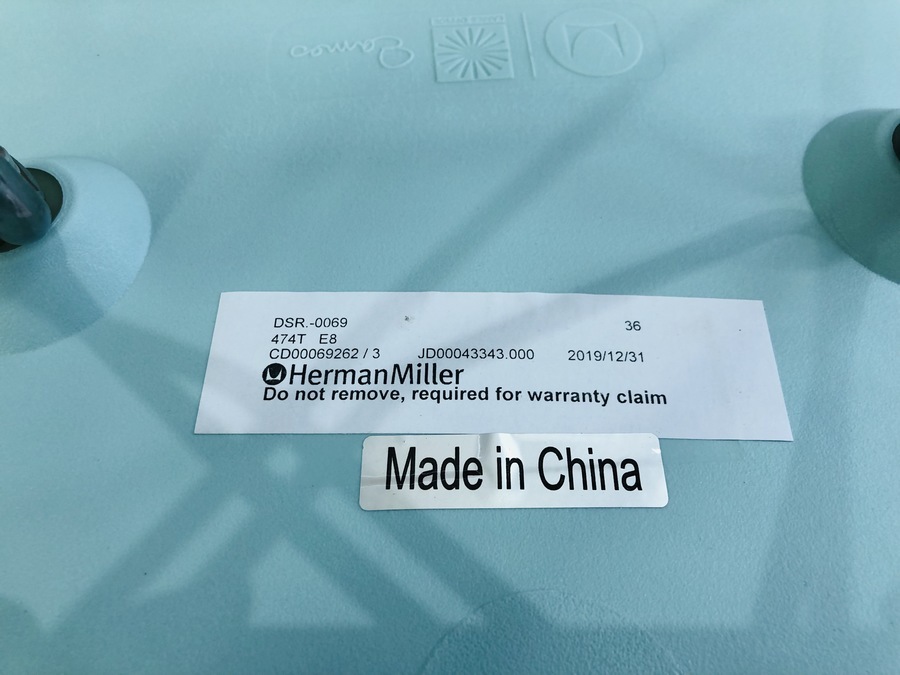 Eames
DSR.-0069
36
474T E8
CD00069262 / 3 JD00043343.000 2019/12/31
HermanMiller
Do not remove, required for warranty claim
Made in China